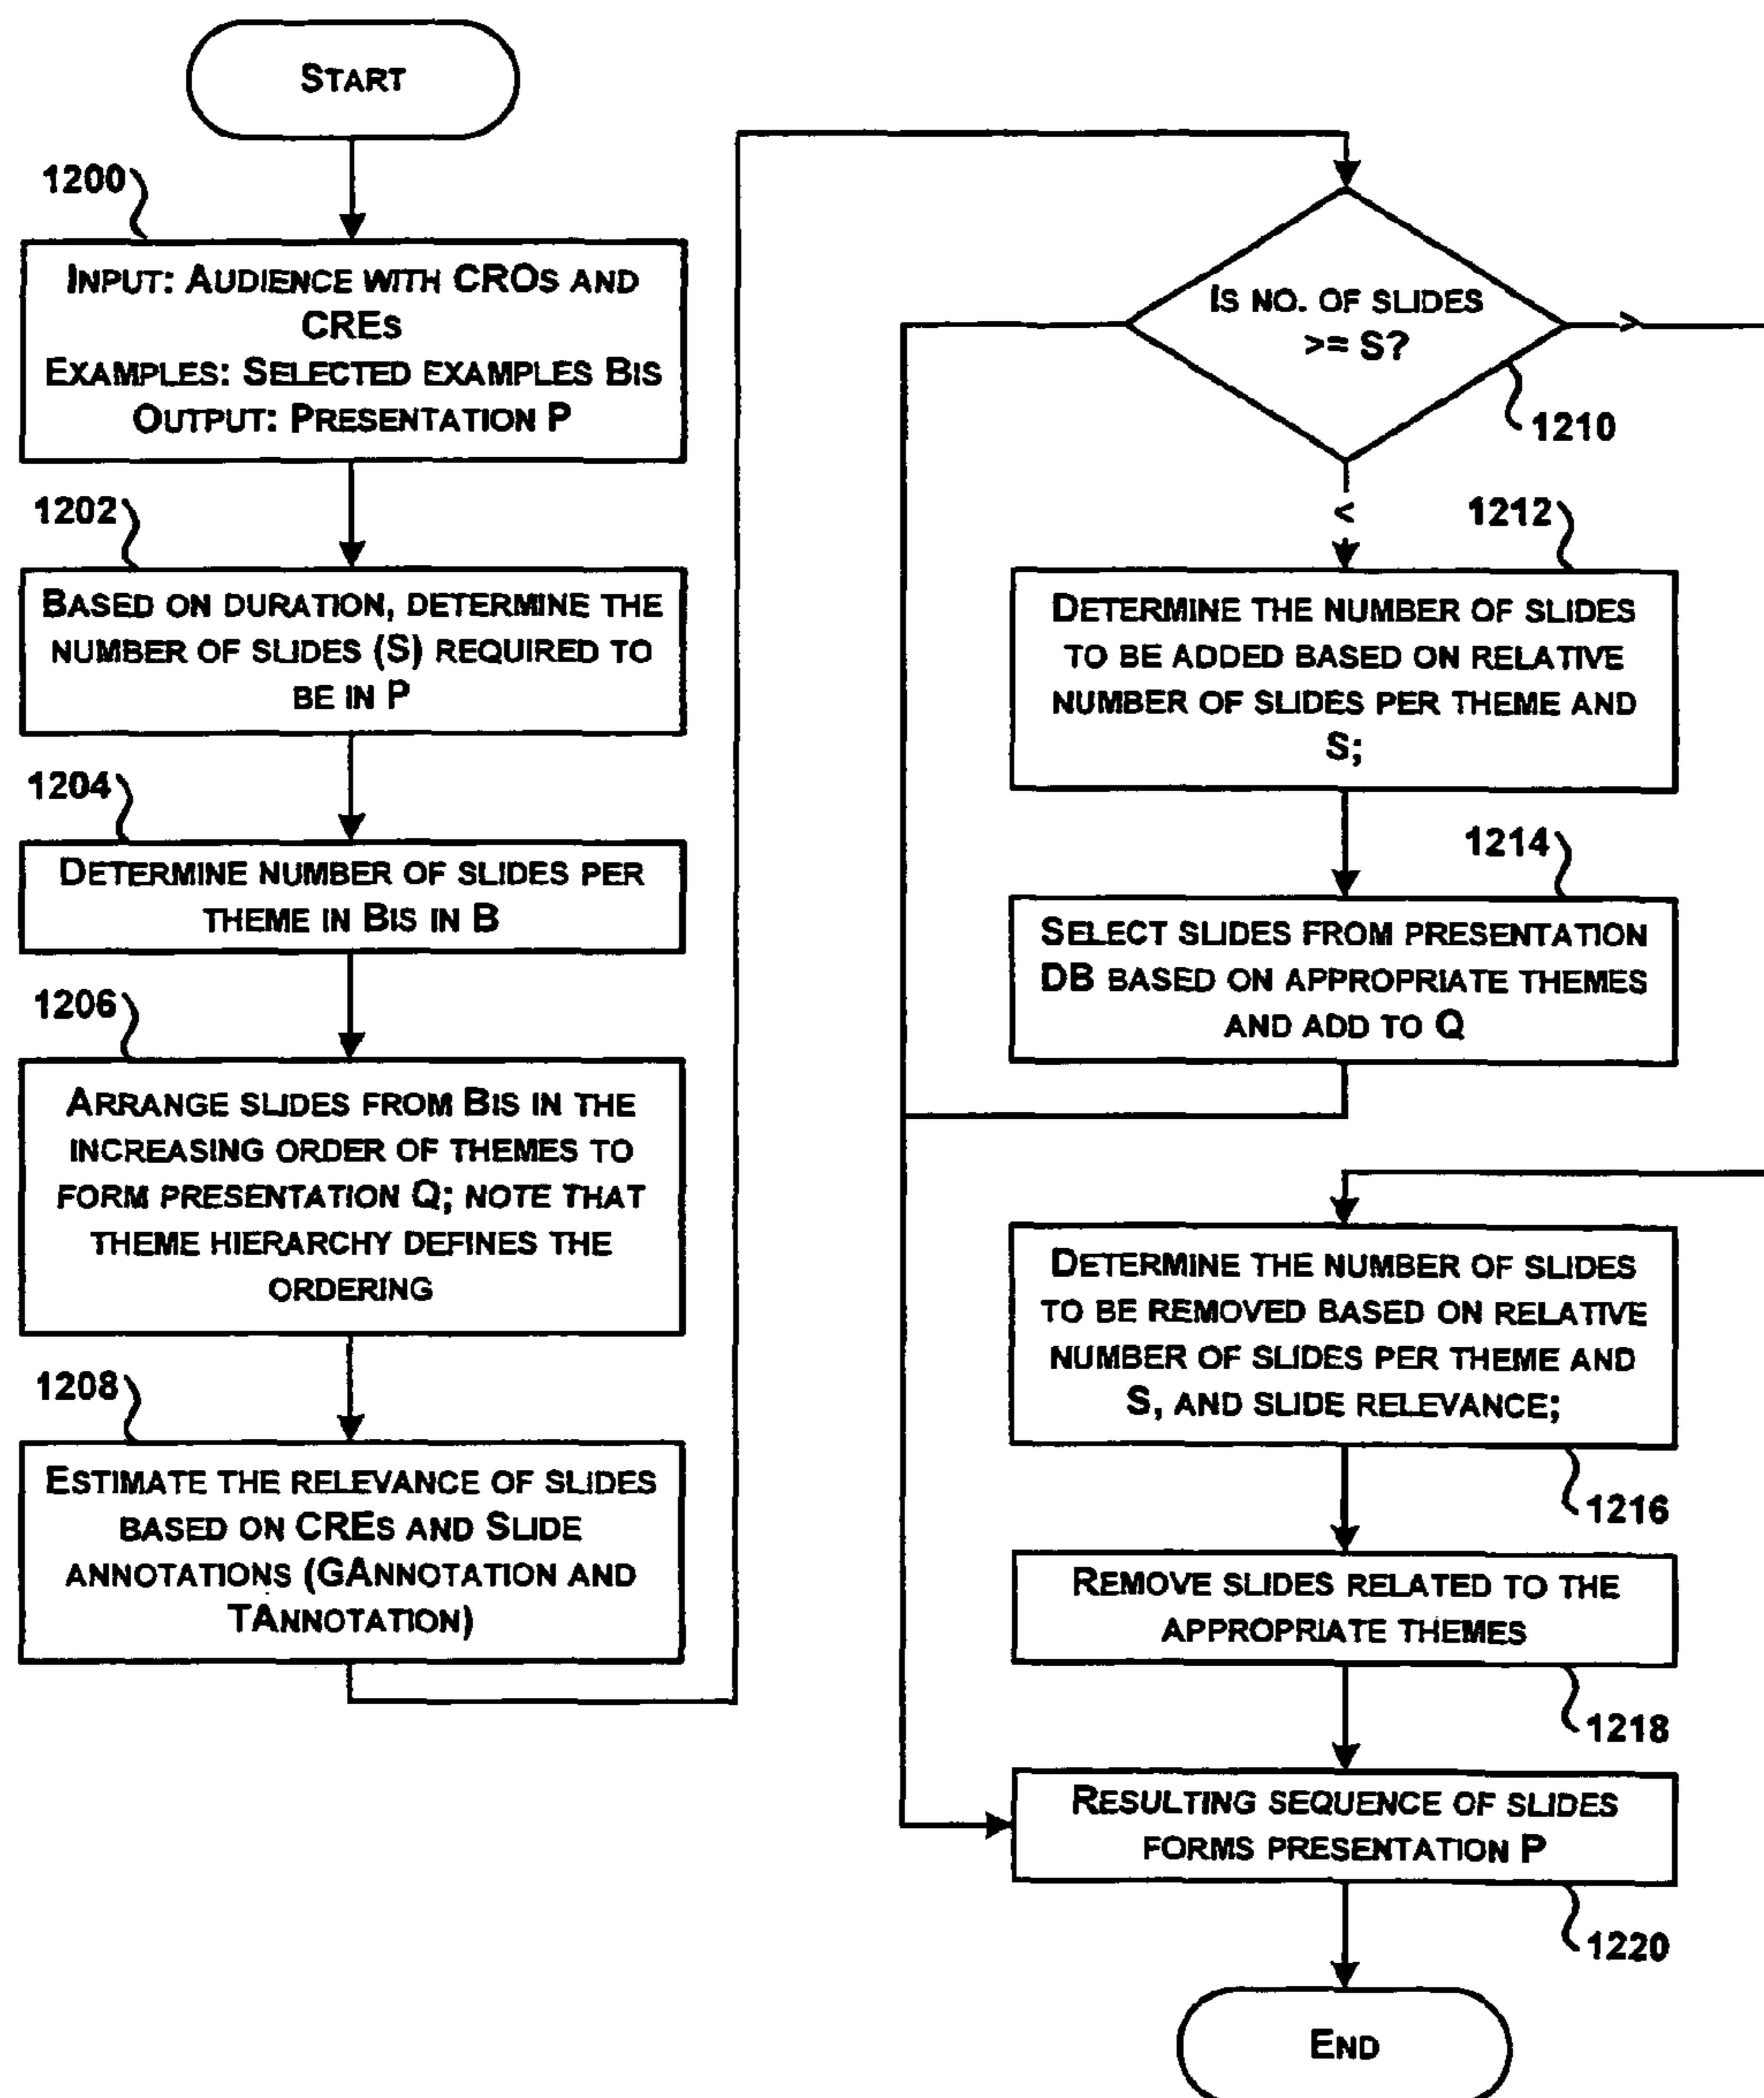 START
1200
INPUT: AUDIENCE WITH CROS AND
CRES
EXAMPLES: SELECTED EXAMPLES BIS
OUTPUT: PRESENTATION P
1202
BASED ON DURATION, DETERMINE THE
NUMBER OF SLIDES (S) REQUIRED TO
BE IN P
1204
DETERMINE NUMBER OF SLIDES PER
THEME IN BIS IN B
1206
ARRANGE SLIDES FROM BIS IN THE
INCREASING ORDER OF THEMES TO
FORM PRESENTATION Q; NOTE THAT
THEME HIERARCHY DEFINES THE
ORDERING
1208
ESTIMATE THE RELEVANCE OF SLIDES
BASED ON CRES AND SLIDE
ANNOTATIONS (GANNOTATION AND
TANNOTATION)
IS NO. OF SLIDES
>= S?
>
1210
<
1212
DETERMINE THE NUMBER OF SLIDES
TO BE ADDED BASED ON RELATIVE
NUMBER OF SLIDES PER THEME AND
S;
1214
SELECT SLIDES FROM PRESENTATION
DB BASED ON APPROPRIATE THEMES
AND ADD TO Q
DETERMINE THE NUMBER OF SLIDES
TO BE REMOVED BASED ON RELATIVE
NUMBER OF SLIDES PER THEME AND
S, AND SLIDE RELEVANCE;
1216
REMOVE SLIDES RELATED TO THE
APPROPRIATE THEMES
1218
RESULTING SEQUENCE OF SLIDES
FORMS PRESENTATION P
1220
END